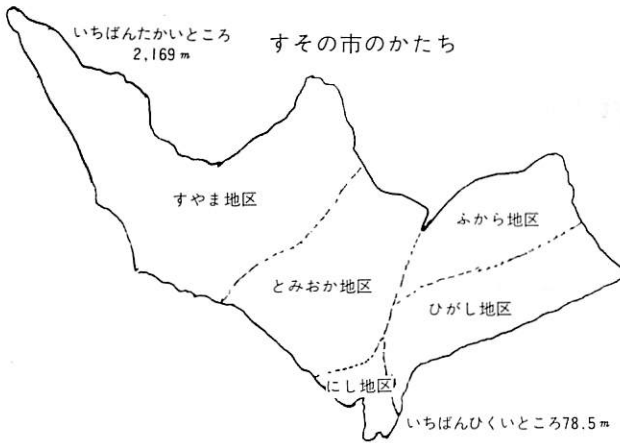 すその市のかたち
いちばんたかいところ
2,169m
すやま地区
ふから地区
とみおか地区
ひがし地区
にし地区
いちばんひくいところ78.5m